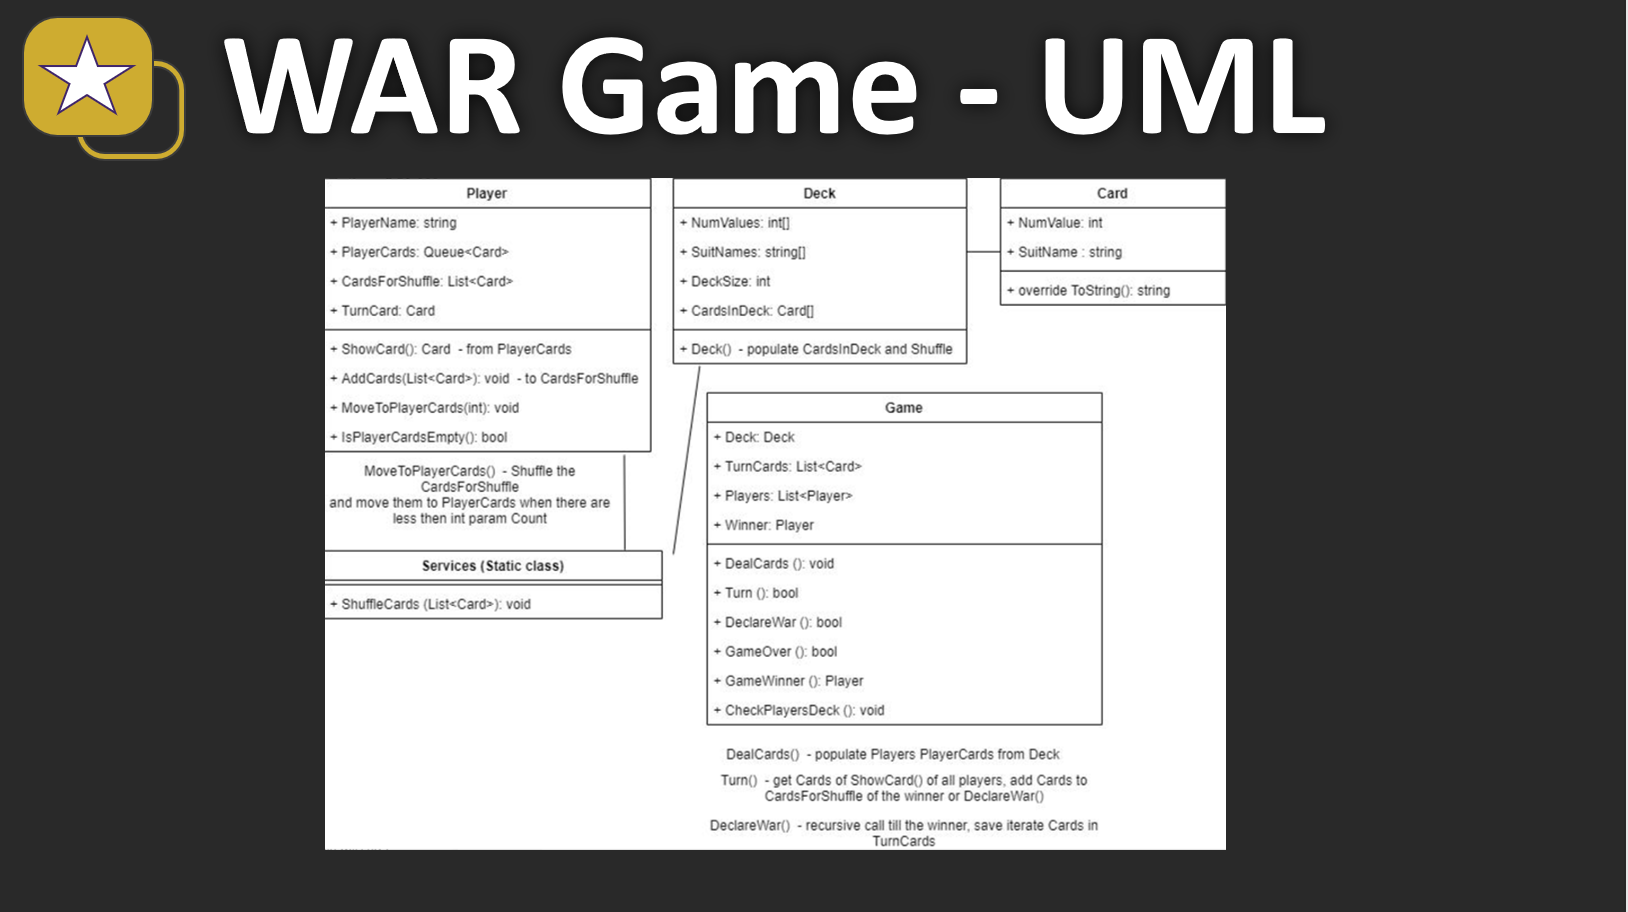 WAR Game - UML
Player
+ PlayerName: string
+ PlayerCards: Queue<Card>
+ CardsForShuffle: List<Card>
+ TurnCard: Card
+ ShowCard(): Card - from PlayerCards
+ AddCards(List<Card>): void - to CardsForShuffle
+ MoveToPlayerCards(int): void
+ IsPlayerCardsEmpty(): bool
MoveToPlayerCards() - Shuffle the
CardsForShuffle
and move them to PlayerCards when there are
less then int param Count
Services (Static class)
+ ShuffleCards (List<Card>): void
Deck
+ NumValues: int[]
+ SuitNames: string[]
+ DeckSize: int
+ CardsInDeck: Card[]
+ Deck() - populate CardsInDeck and Shuffle
Card
+ NumValue: int
+ SuitName : string
+ override ToString(): string
Game
+ Deck: Deck
+ TurnCards: List<Card>
+ Players: List<Player>
+ Winner: Player
+ DealCards (): void
+ Turn (): bool
+ DeclareWar (): bool
+ GameOver (): bool
+ GameWinner (): Player
+ CheckPlayersDeck (): void
DealCards() - populate Players PlayerCards from Deck
Turn() - get Cards of ShowCard() of all players, add Cards to
CardsForShuffle of the winner or DeclareWar()
DeclareWar() - recursive call till the winner, save iterate Cards in
TurnCards